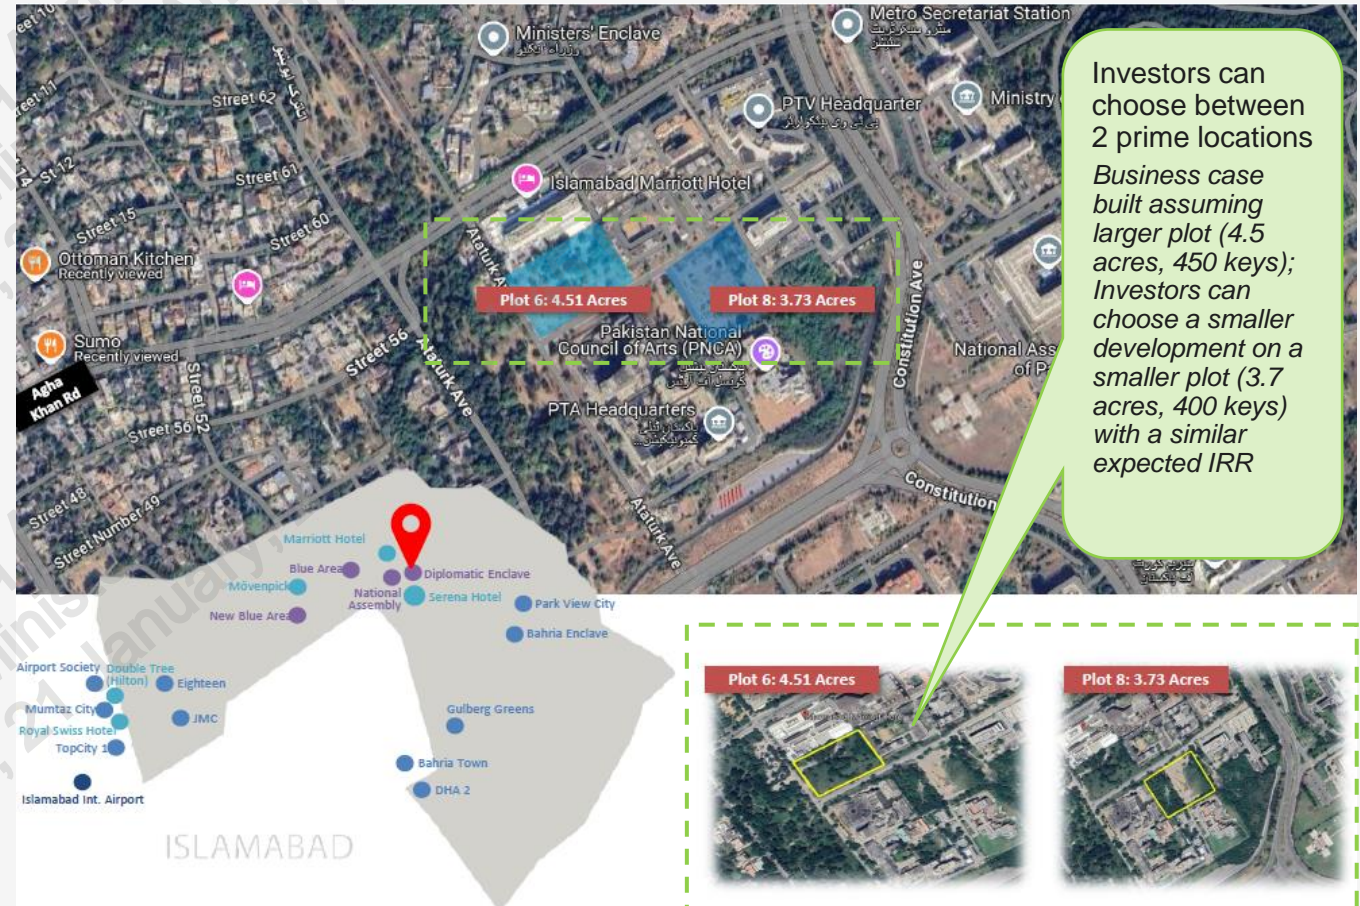 Ministers' Enclave
Metro Secretariat Station
Street 62
PTV Headquarter
Ministry
St 12
Street 61
Islamabad Marriott Hotel
Street 15
Street 60
Ottoman Kitchen
Recently viewed
Ataturk Av
Plot 6: 4.51 Acres
Plot 8: 3.73 Acres
Pakistan National
Council of Arts (PNCA)
Constitution Ave
National Ass
of P
Sumo
Recently viewed
Agha
Khan Rd
Street 56
Ataturk Ave
Street 52
Street 56
PTA Headquarters
Street 48
Street Number 49
Ataturk Ave
Constitution
Investors can
choose between
2 prime locations
Business case
built assuming
larger plot (4.5
acres, 450 keys);
Investors can
choose a smaller
development on a
smaller plot (3.7
acres, 400 keys)
with a similar
expected IRR
Marriott Hotel
Blue Area
Diplomatic Enclave
Mövenpick
National
Assembly
Serena Hotel
New Blue Area
Park View City
Bahria Enclave
Airport Society
Double Tree
(Hilton)
Eighteen
Mumtaz City
JMC
Royal Swiss Hotel
TopCity 1
Gulberg Greens
Bahria Town
DHA 2
Islamabad Int. Airport
ISLAMABAD
Plot 6: 4.51 Acres
Plot 8: 3.73 Acres
21 January,